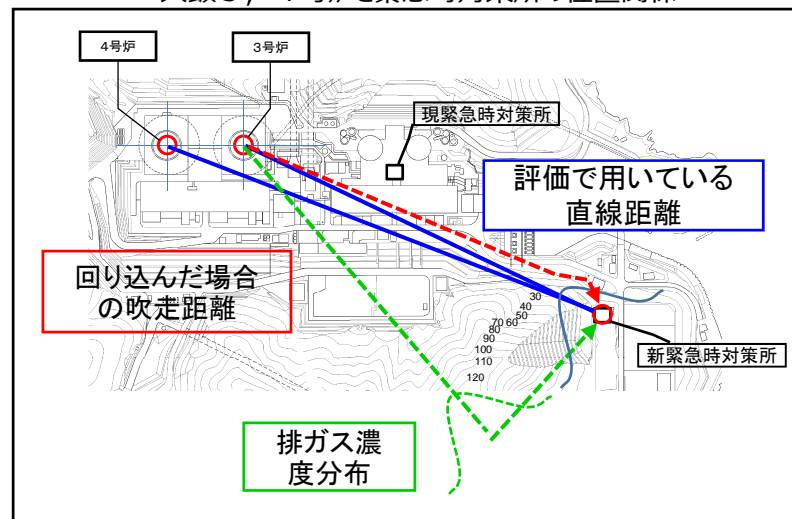 4号炉
3号炉
現緊急時対策所
評価で用いている
直線距離
回り込んだ場合
の吹走距離
30
40
50
60
70
80
90
100
110
120
新緊急時対策所
排ガス濃
度分布